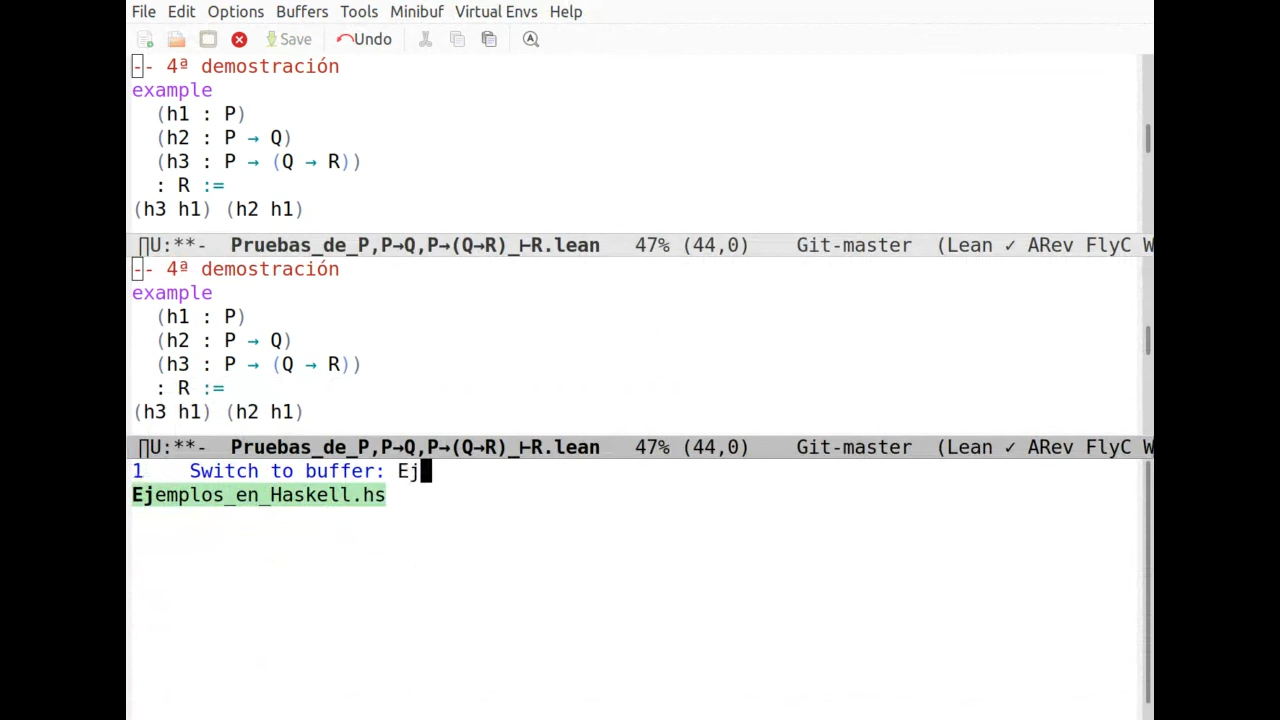 File Edit Options Buffers Tools Minibuf Virtual Envs Help
Save Undo
-- 4ª demostración
example
(h1 : P)
(h2 : P → Q)
(h3 : P → (Q → R))
: R :=
(h3 h1) (h2 h1)
∏U:**- Pruebas_de_P,P→Q,P→(Q→R)_⊢R.lean 47% (44,0) Git-master (Lean ✓ ARev FlyC W
-- 4ª demostración
example
(h1 : P)
(h2 : P → Q)
(h3 : P → (Q → R))
: R :=
(h3 h1) (h2 h1)
∏U:**- Pruebas_de_P,P→Q,P→(Q→R)_⊢R.lean 47% (44,0) Git-master (Lean ✓ ARev FlyC W
1 Switch to buffer: Ej
Ejemplos_en_Haskell.hs